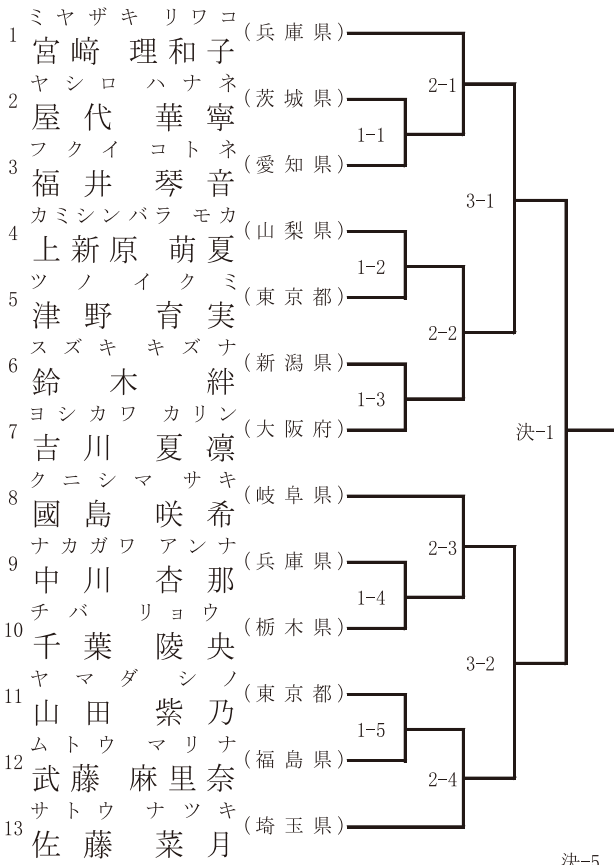 ミヤザキ リワコ
1 宮﨑 理和子 (兵庫県)
ヤシロ ハナネ
2 屋代 華寧 (茨城県)
フクイ コトネ
3 福井 琴音 (愛知県)
カミシンバラ モカ
4 上新原 萌夏 (山梨県)
ツノ イクミ
5 津野 育実 (東京都)
スズキ キズナ
6 鈴木 絆 (新潟県)
ヨシカワ カリン
7 吉川 夏凛 (大阪府)
クニシマ サキ
8 國島 咲希 (岐阜県)
ナカガワ アンナ
9 中川 杏那 (兵庫県)
チバ リョウ
10 千葉 陵央 (栃木県)
ヤマダ シノ
11 山田 紫乃 (東京都)
ムトウ マリナ
12 武藤 麻里奈 (福島県)
サトウ ナツキ
13 佐藤 菜月 (埼玉県)
2-1
1-1
3-1
1-2
2-2
1-3
決-1
2-3
1-4
3-2
1-5
2-4
決-5